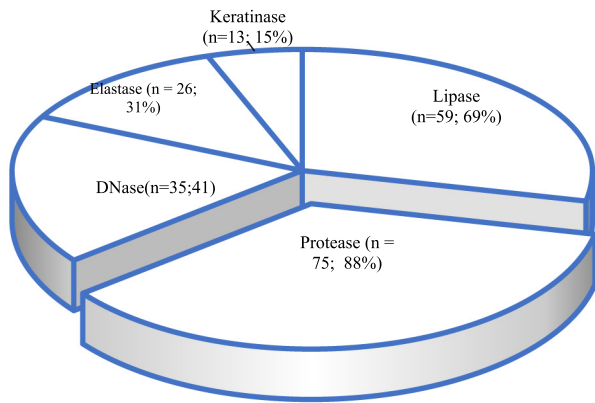 Keratinase
(n=13; 15%)
Elastase (n = 26;
31%)
Lipase
(n=59; 69%)
DNase(n=35;41)
Protease (n =
75;  88%)